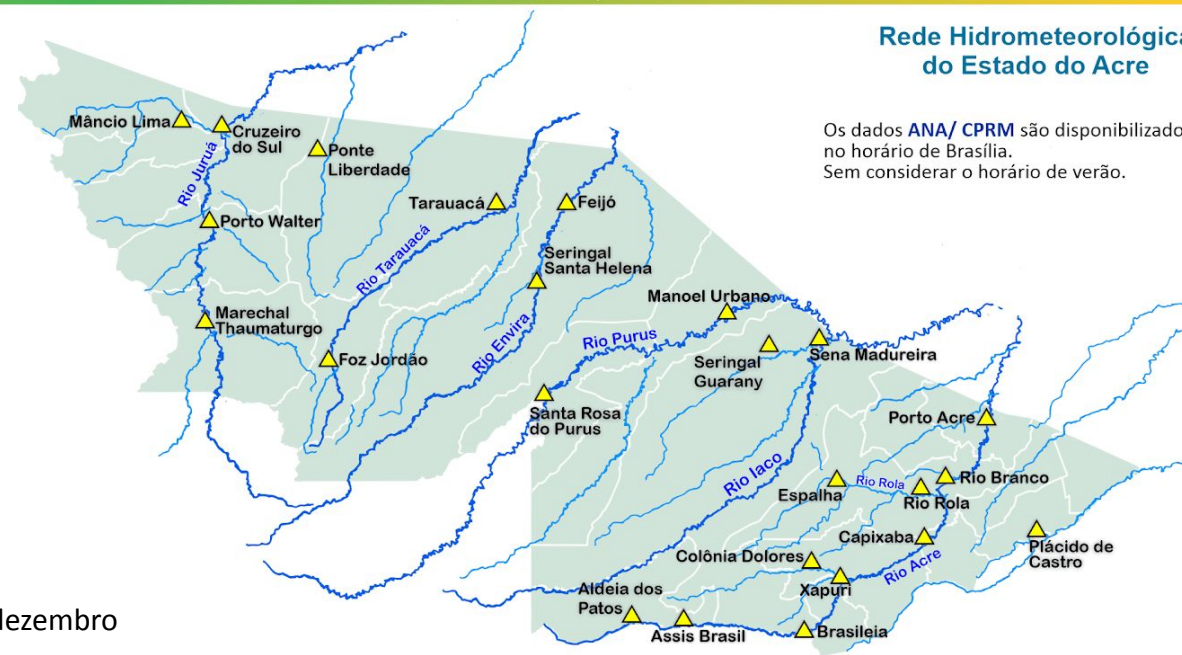 Rede Hidrometeorológica
do Estado do Acre
Os dados ANA/ CPRM são disponibilizado
no horário de Brasília.
Sem considerar o horário de verão.
Mâncio Lima
Cruzeiro
do Sul
Ponte
Liberdade
Rio Juruá
Porto Walter
Tarauacá
Feijó
Rio Tarauacá
Seringal
Santa Helena
Marechal
Thaumaturgo
Foz Jordão
Rio Envira
Manoel Urbano
Rio Purus
Seringal
Guarany
Sena Madureira
Santa Rosa
do Purus
Porto Acre
Rio Iaco
Espalha
Rio Rola
Rio Rola
Rio Branco
Capixaba
Plácido de
Castro
Colônia Dolores
Rio Acre
Xapuri
Aldeia dos
Patos
Assis Brasil
Brasileia
dezembro